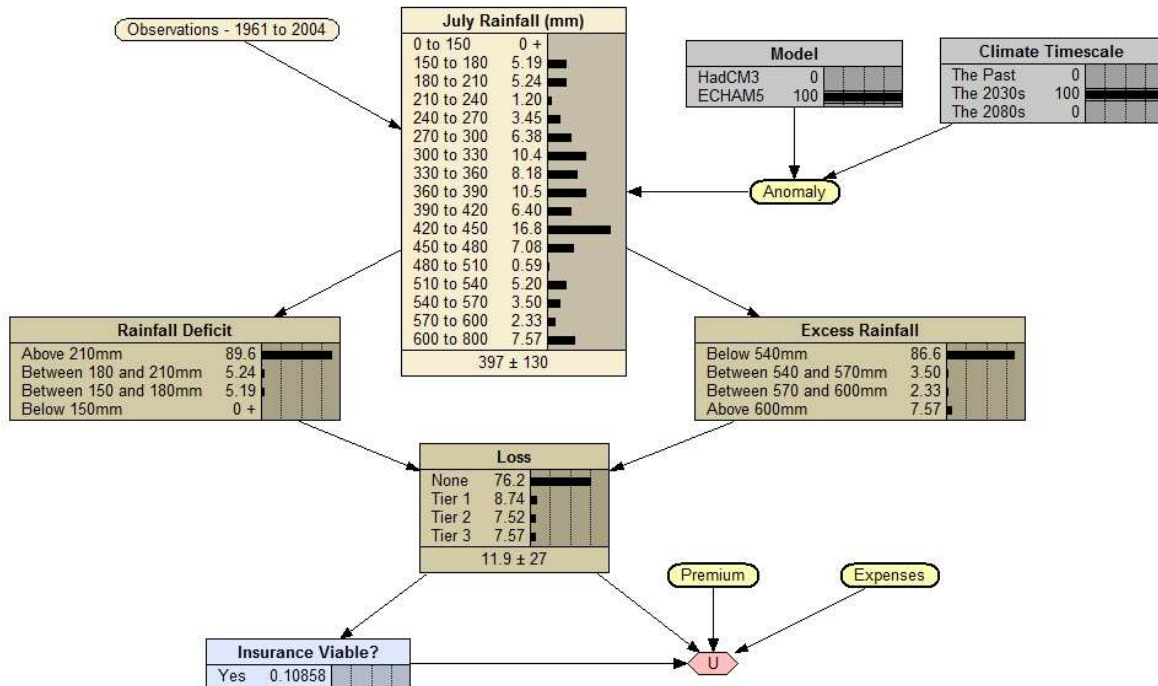 Observations - 1961 to 2004
July Rainfall (mm)
0 to 150 0 +
150 to 180 5.19
180 to 210 5.24
210 to 240 1.20
240 to 270 3.45
270 to 300 6.38
300 to 330 10.4
330 to 360 8.18
360 to 390 10.5
390 to 420 6.40
420 to 450 16.8
450 to 480 7.08
480 to 510 0.59
510 to 540 5.20
540 to 570 3.50
570 to 600 2.33
600 to 800 7.57
397 ± 130
Model
HadCM3 0
ECHAM5 100
Climate Timescale
The Past 0
The 2030s 100
The 2080s 0
Anomaly
Rainfall Deficit
Above 210mm 89.6
Between 180 and 210mm 5.24
Between 150 and 180mm 5.19
Below 150mm 0 +
Excess Rainfall
Below 540mm 86.6
Between 540 and 570mm 3.50
Between 570 and 600mm 2.33
Above 600mm 7.57
Loss
None 76.2
Tier 1 8.74
Tier 2 7.52
Tier 3 7.57
11.9 ± 27
Premium
Expenses
Insurance Viable?
Yes 0.10858
U